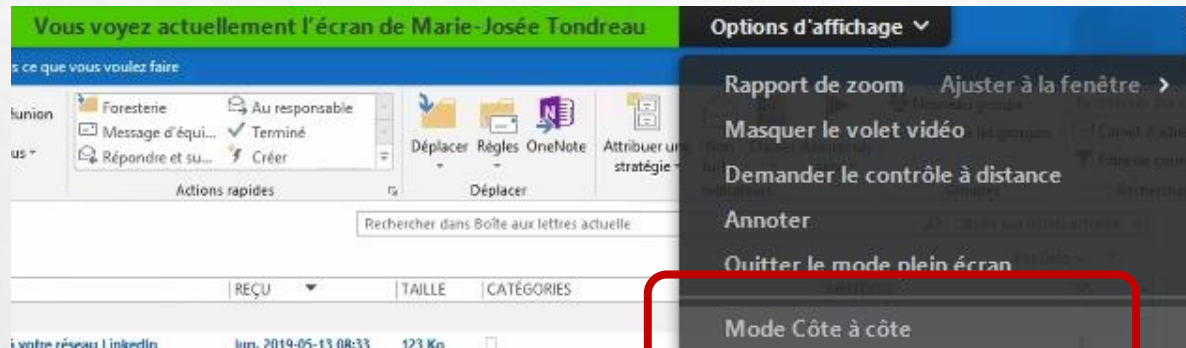 Vous voyez actuellement l'écran de Marie-Josée Tondreau
Options d'affichage
s ce que vous voulez faire
éunion
Foresterie
Au responsable
Message d'équi...
Terminé
us
Répondre et su...
Créer
Actions rapides
Déplacer
Règles
OneNote
Attribuer une
stratégie
Déplacer
Rapport de zoom Ajuster à la fenêtre >
Masquer le volet vidéo
Demander le contrôle à distance
Annoter
Quitter le mode plein écran
Mode Côte à côte
Rechercher dans Boîte aux lettres actuelle
REÇU
TAILLE
CATÉGORIES
à votre réseau LinkedIn
lun. 2019-05-13 08:33
123 Ko